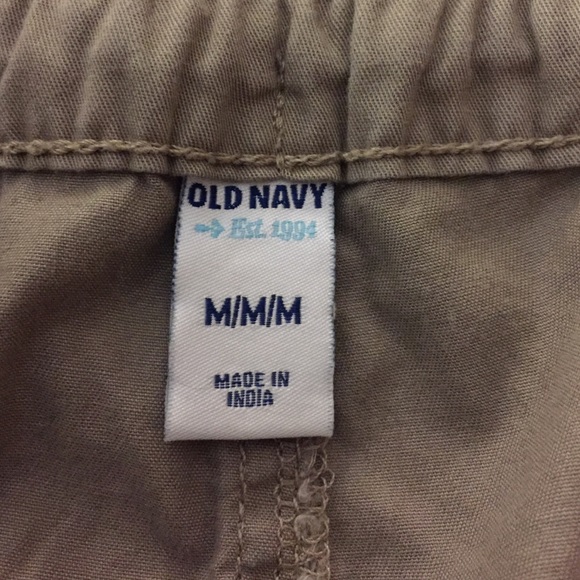 OLD NAVY
Est. 1994
M/M/M
MADE IN
INDIA